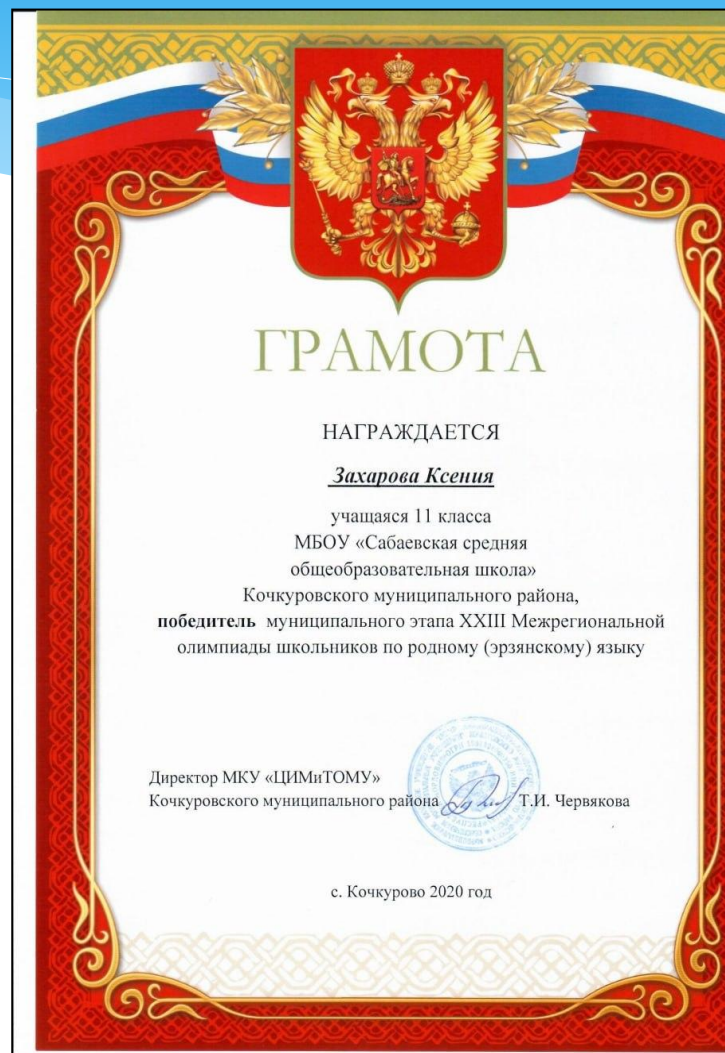 ГРАМОТА
НАГРАЖДАЕТСЯ
Захарова Ксения
учащаяся 11 класса
МБОУ «Сабаевская средняя
общеобразовательная школа»
Кочкуровского муниципального района,
победитель муниципального этапа XXIII Межрегиональной
олимпиады школьников по родному (эрзянскому) языку
Директор МКУ «ЦИМиТОМУ»
Кочкуровского муниципального района Т.И. Червякова
с. Кочкурово 2020 год